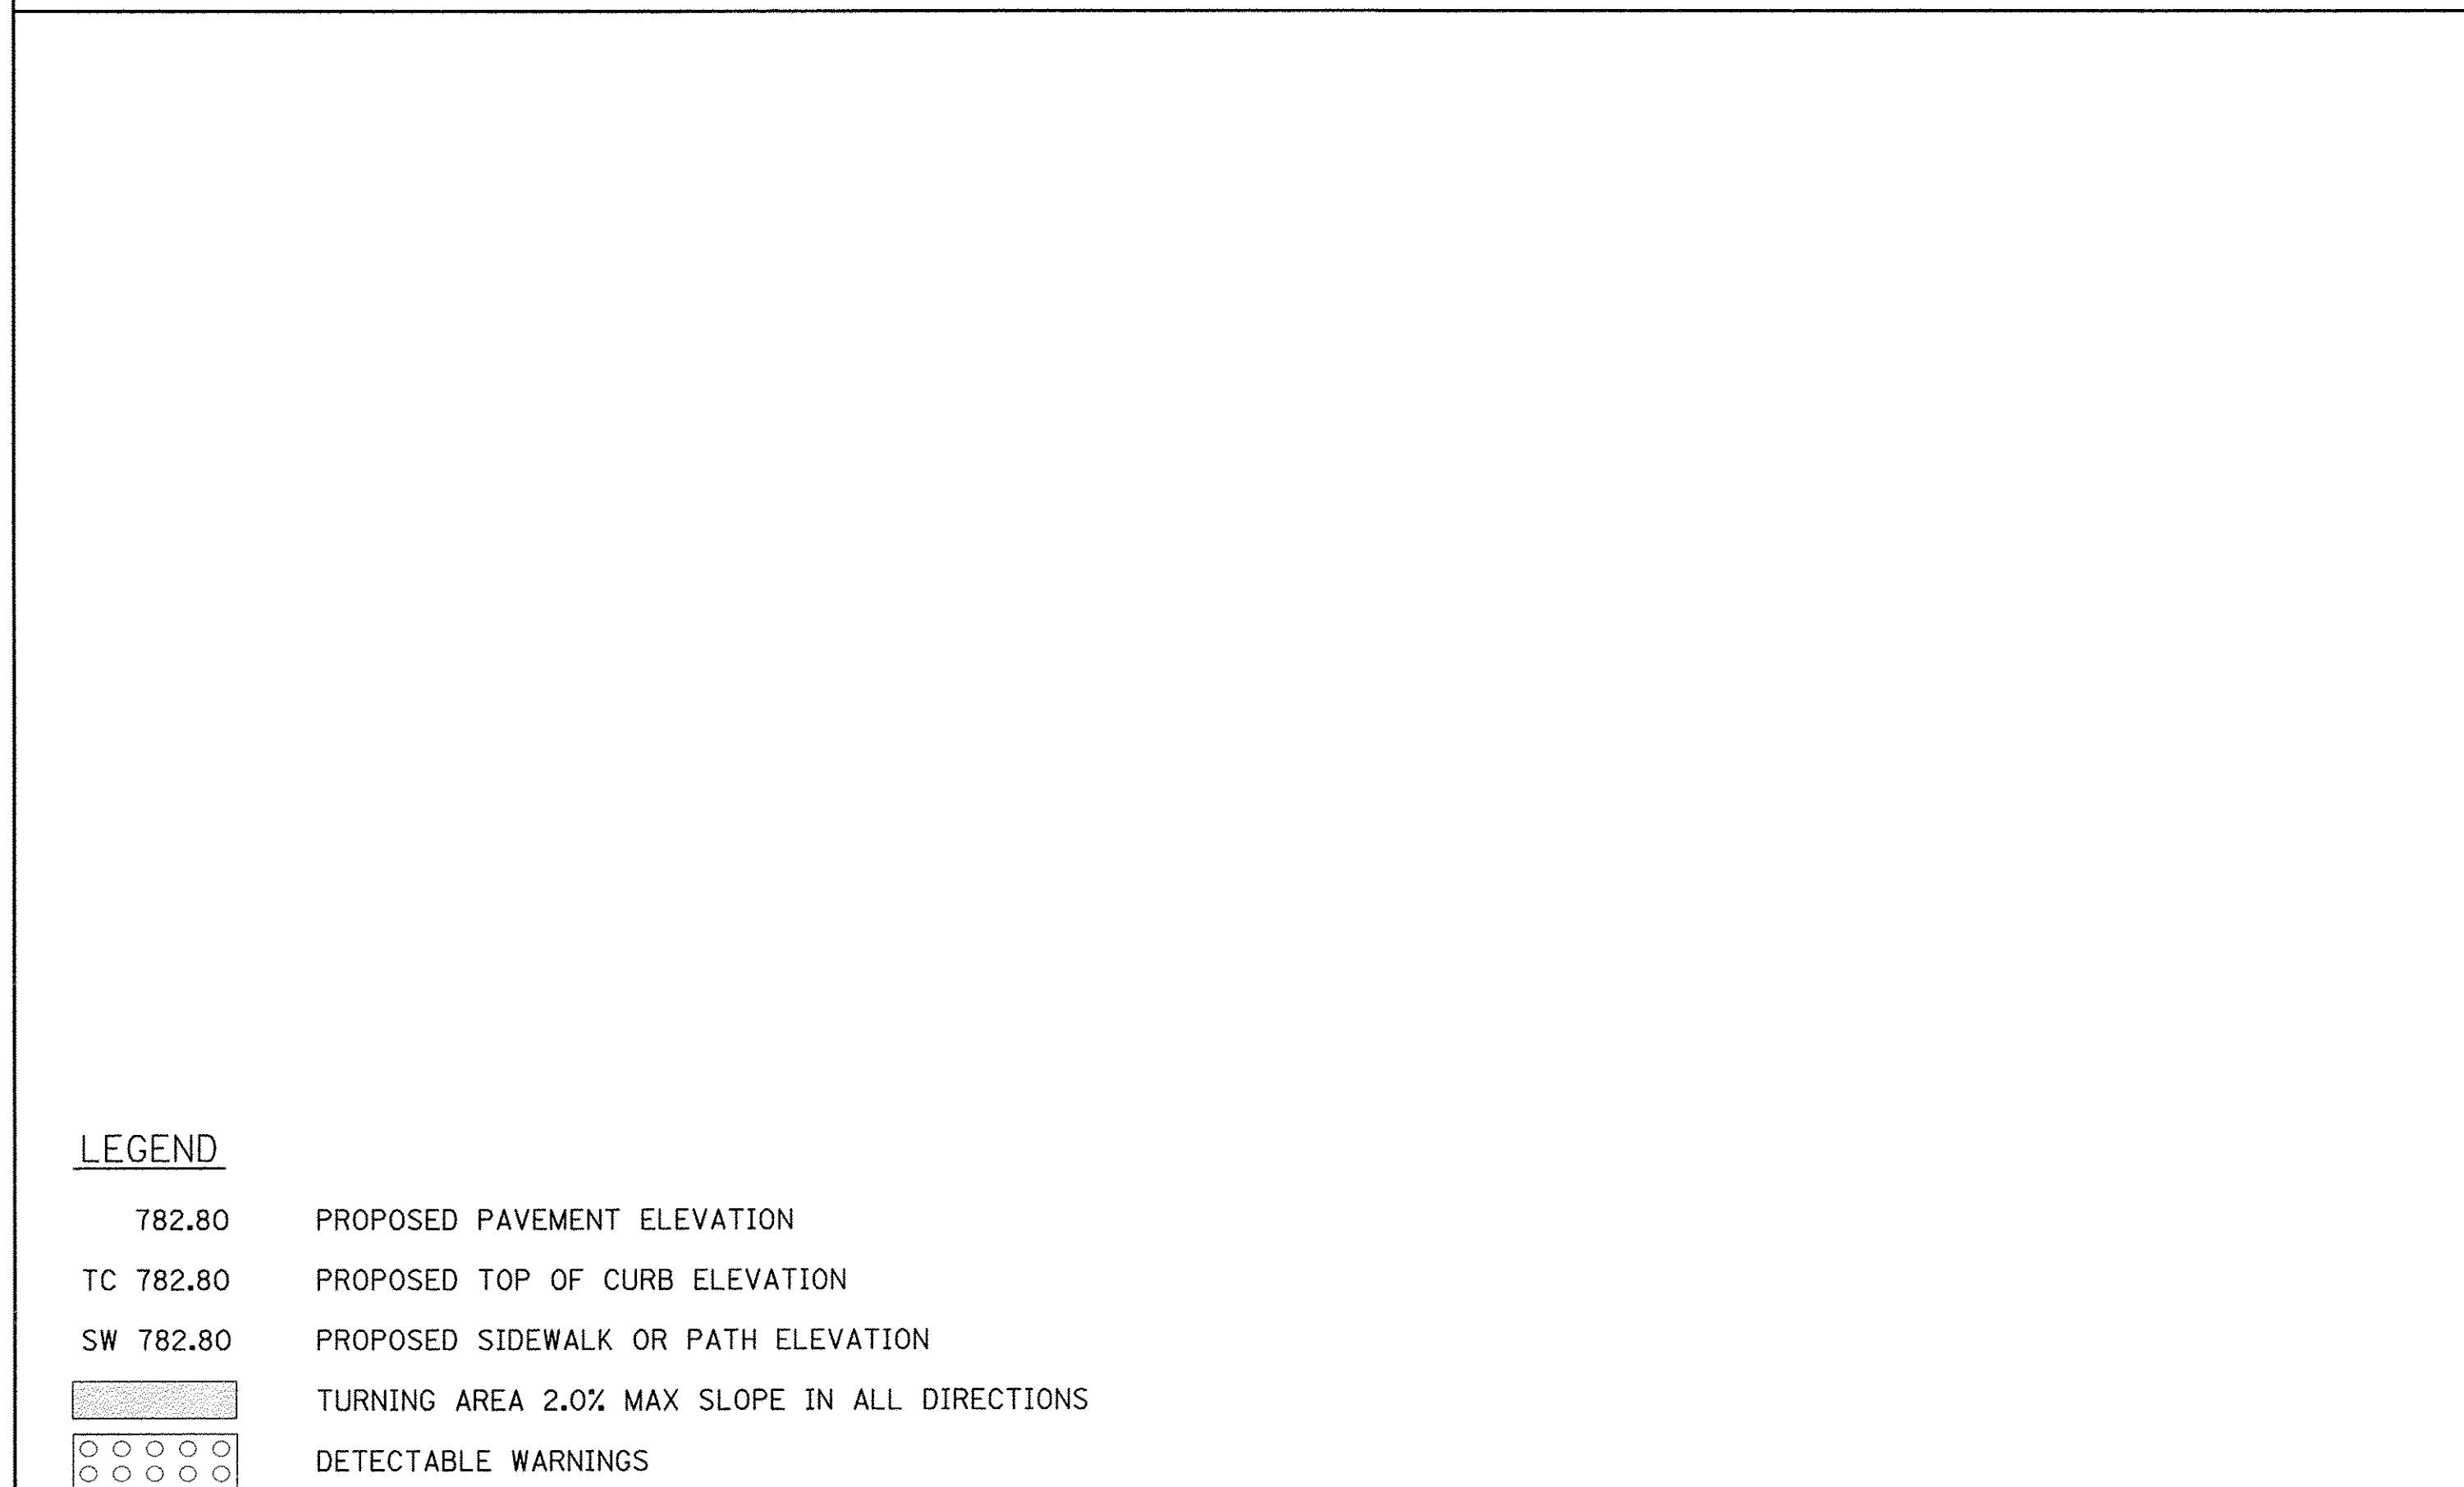 LEGEND
782.80 PROPOSED PAVEMENT ELEVATION
TC 782.80 PROPOSED TOP OF CURB ELEVATION
SW 782.80 PROPOSED SIDEWALK OR PATH ELEVATION
TURNING AREA 2.0% MAX SLOPE IN ALL DIRECTIONS
DETECTABLE WARNINGS